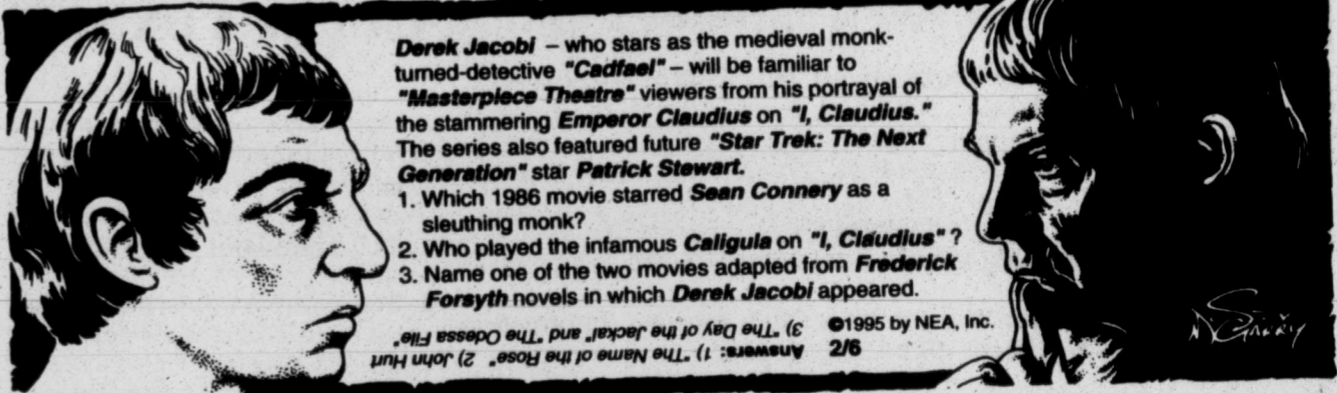 Derek Jacobi – who stars as the medieval monk-
turned-detective "Cadfael" – will be familiar to
"Masterpiece Theatre" viewers from his portrayal of
the stammering Emperor Claudius on "I, Claudius."
The series also featured future "Star Trek: The Next
Generation" star Patrick Stewart.
1. Which 1986 movie starred Sean Connery as a
sleuthing monk?
2. Who played the infamous Caligula on "I, Claudius" ?
3. Name one of the two movies adapted from Frederick
Forsyth novels in which Derek Jacobi appeared.
Answers: 1) "The Name of the Rose." 2) John Hurt
3) "The Day of the Jackal" and "The Odessa File."
©1995 by NEA, Inc.
2/6